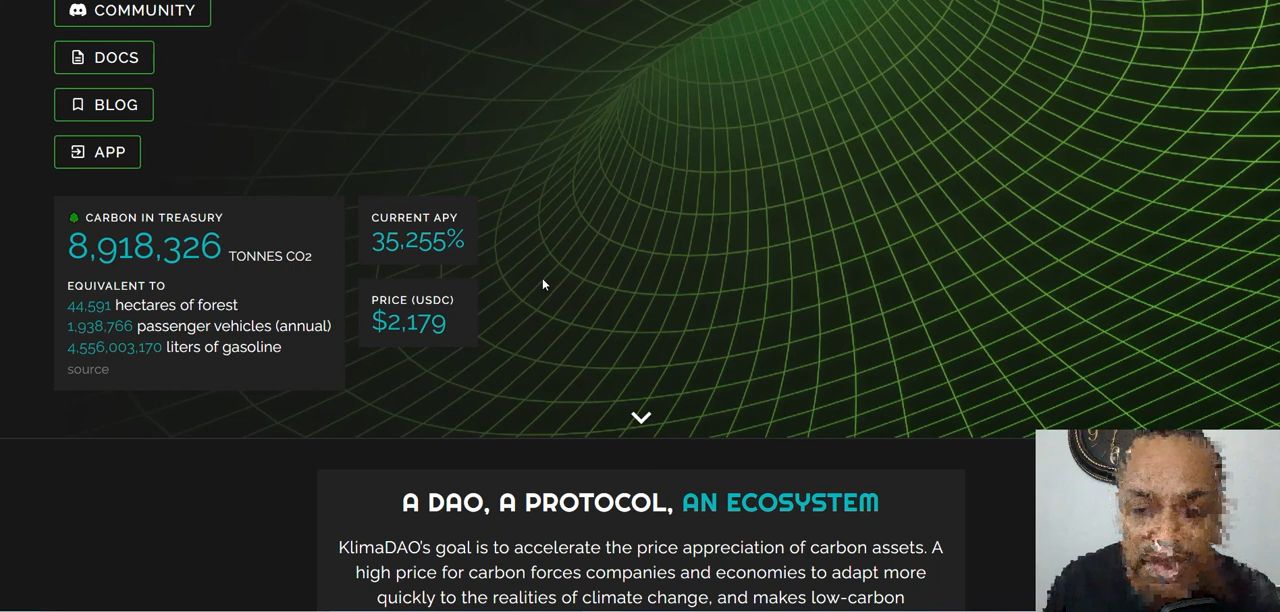 COMMUNITY
DOCS
BLOG
APP
CARBON IN TREASURY
8,918,326 TONNES CO2
EQUIVALENT TO
44,591 hectares of forest
1,938,766 passenger vehicles (annual)
4,556,003,170 liters of gasoline
source
CURRENT APY
35,255%
PRICE (USDC)
$2,179
A DAO, A PROTOCOL, AN ECOSYSTEM
KlimaDAO's goal is to accelerate the price appreciation of carbon assets. A
high price for carbon forces companies and economies to adapt more
quickly to the realities of climate change, and makes low-carbon